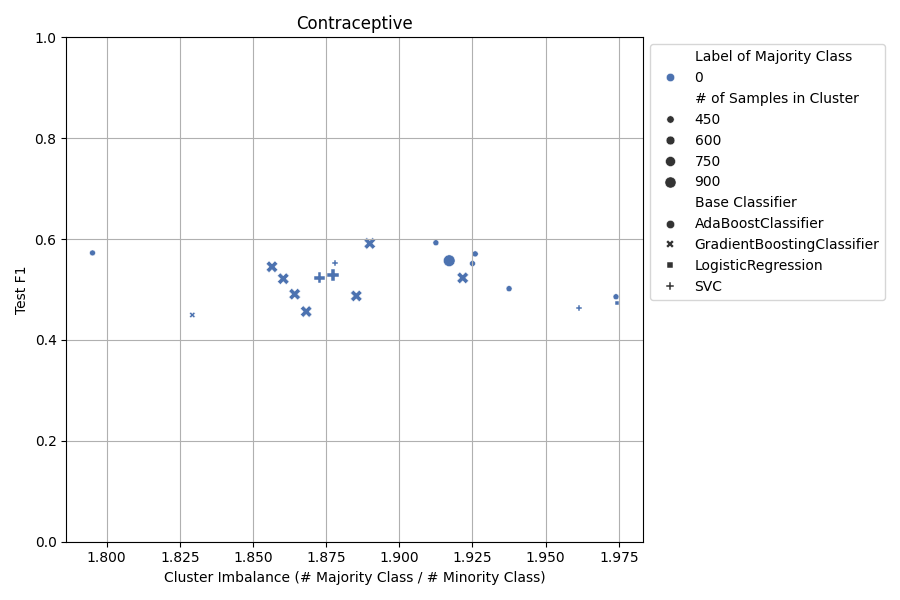 Contraceptive
1.0
0.8
0.6
0.4
0.2
0.0
Test F1
1.800
1.825
1.850
1.875
1.900
1.925
1.950
1.975
Cluster Imbalance (# Majority Class / # Minority Class)
Label of Majority Class
0
# of Samples in Cluster
450
600
750
900
Base Classifier
AdaBoostClassifier
GradientBoostingClassifier
LogisticRegression
SVC